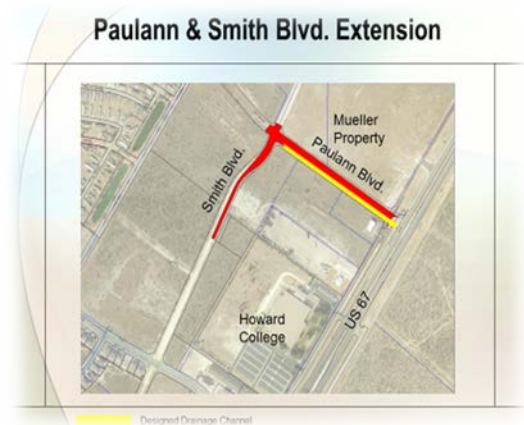 Paulann & Smith Blvd. Extension
Mueller
Property
Paulann Blvd.
Smith Blvd.
Howard
College
US 67
Designed Drainage Channel